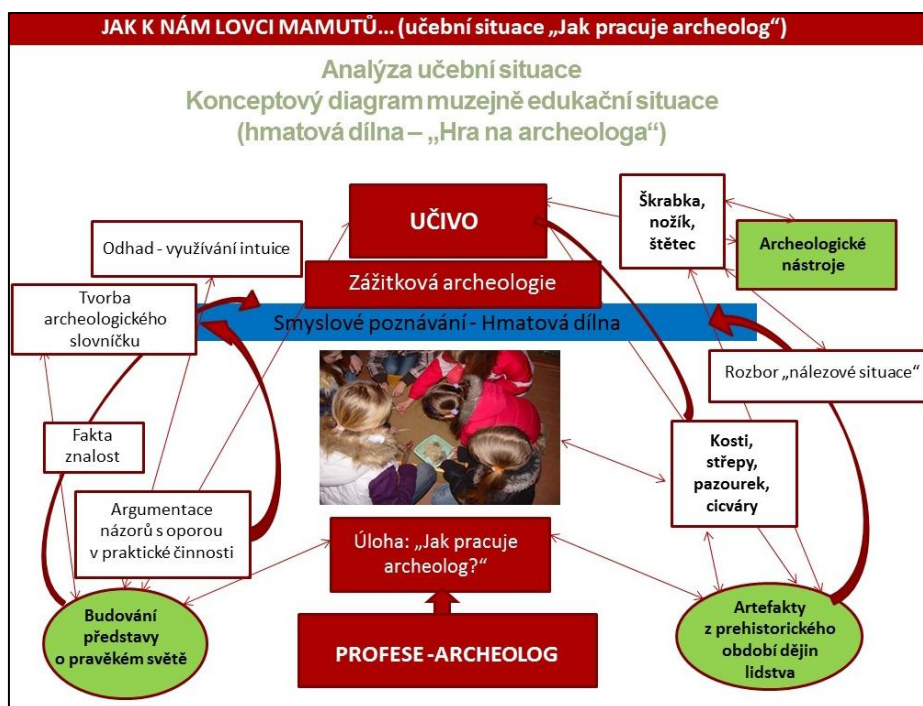 JAK K NÁM LOVCI MAMUTŮ... (učební situace „Jak pracuje archeolog“)
Analýza učební situace
Konceptový diagram muzejně edukační situace
(hmatová dílna – „Hra na archeologa“)
UČIVO
Škrabka,
nožík,
štětec
Archeologické
nástroje
Odhad - využívání intuice
Zážitková archeologie
Tvorba
archeologického
slovníčku
Smyslové poznávání - Hmatová dílna
Rozbor „nálezové situace“
Fakta
znalost
Kosti,
střepy,
pazourek,
cicváry
Argumentace
názorů s oporou
v praktické činnosti
Úloha: „Jak pracuje
archeolog?“
Budování
představy
o pravěkém světě
Artefakty
z prehistorického
období dějin
lidstva
PROFESE -ARCHEOLOG